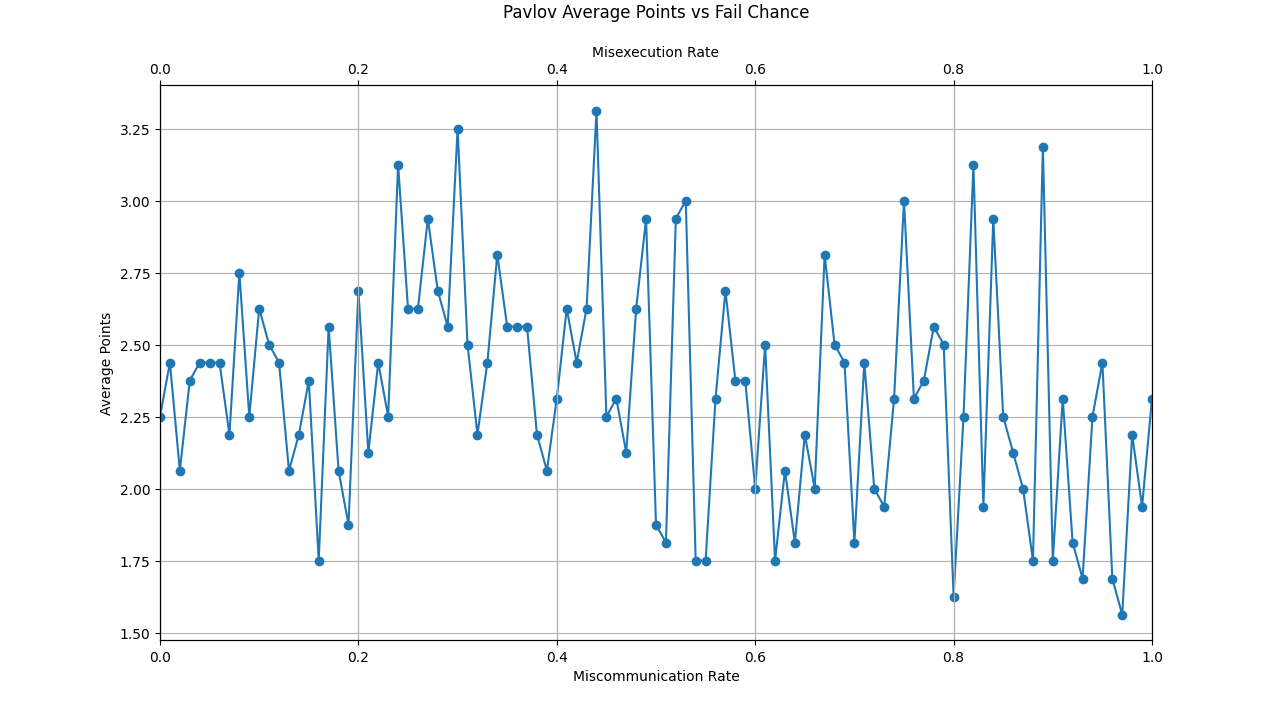 Pavlov Average Points vs Fail Chance
Misexecution Rate
0.0 0.2 0.4 0.6 0.8 1.0
Average Points
3.25
3.00
2.75
2.50
2.25
2.00
1.75
1.50
0.0 0.2 0.4 0.6 0.8 1.0
Miscommunication Rate